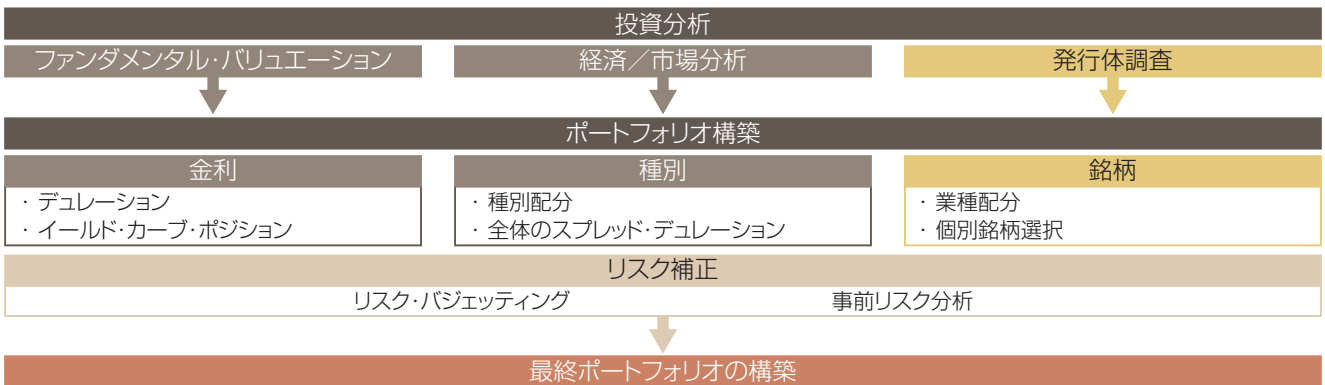 投資分析
ファンダメンタル・バリュエーション
経済／市場分析
発行体調査
ポートフォリオ構築
金利
・デュレーション
・イールド・カーブ・ポジション
種別
・種別配分
・全体のスプレッド・デュレーション
銘柄
・業種配分
・個別銘柄選択
リスク補正
リスク・バジェッティング
事前リスク分析
最終ポートフォリオの構築